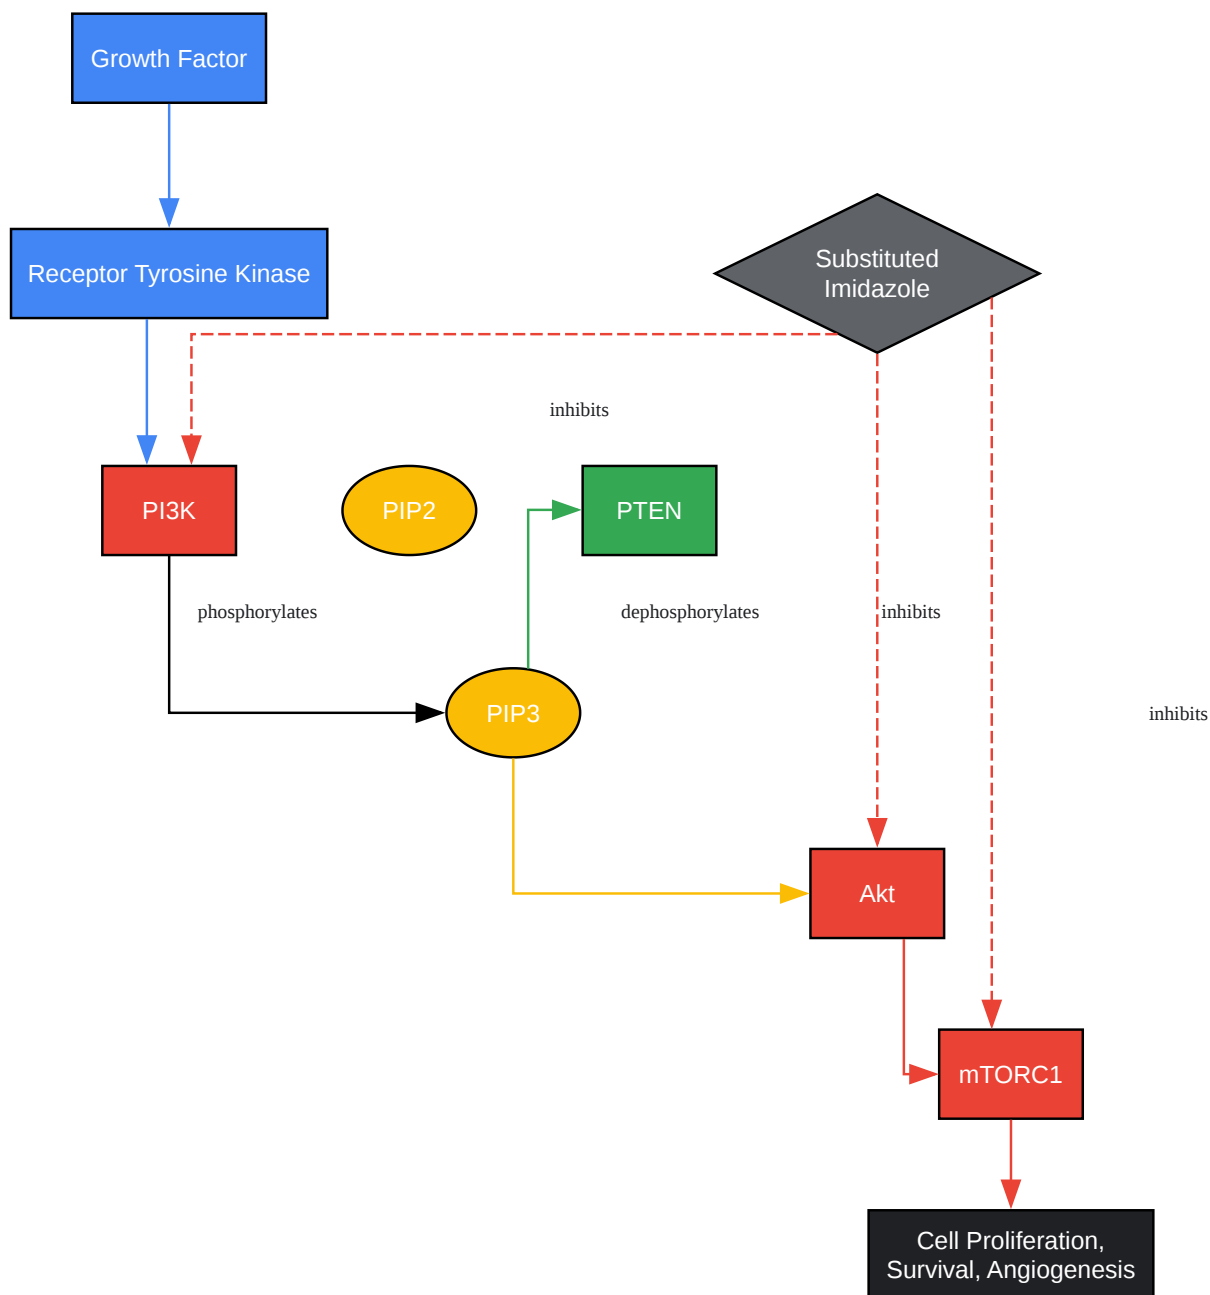 Growth Factor
Receptor Tyrosine Kinase
Substituted
Imidazole
inhibits
PI3K
PIP2
PTEN
phosphorylates
dephosphorylates
inhibits
PIP3
inhibits
Akt
mTORC1
Cell Proliferation,
Survival, Angiogenesis